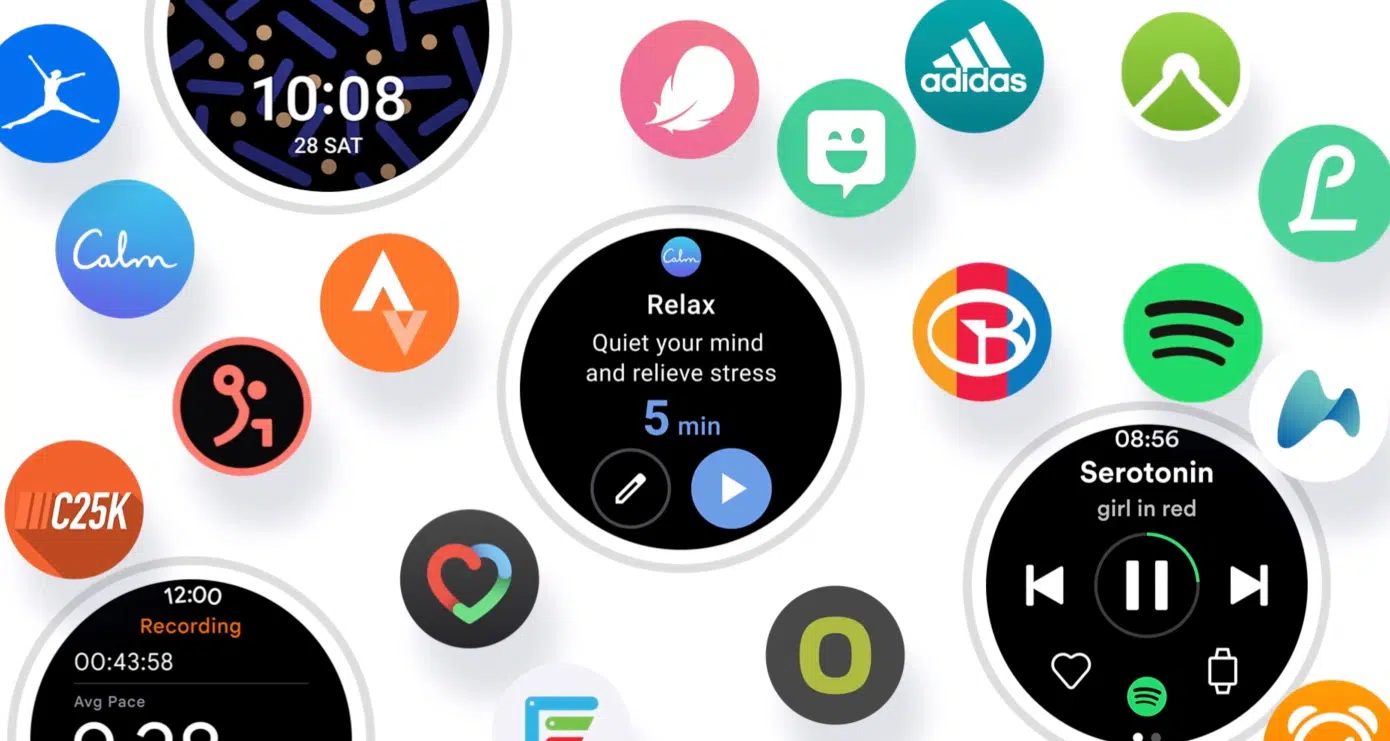 10:08
28 SAT
adidas
Calm
Calm
Relax
Quiet your mind
and relieve stress
5 min
C25K
08:56
Serotonin
girl in red
12:00
Recording
00:43:58
Avg Pace